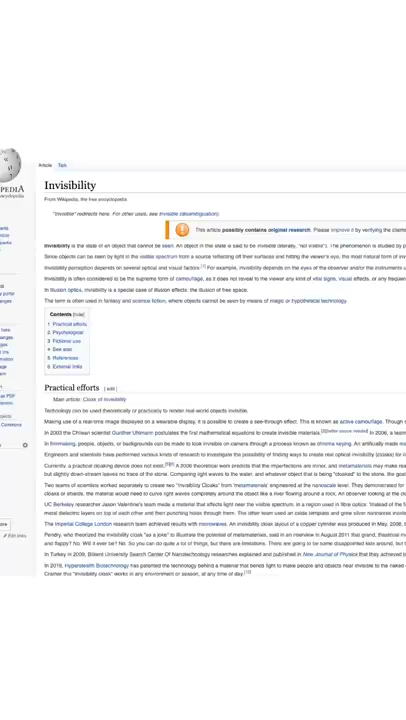 PEDIA
Article Talk
Invisibility
From Wikipedia, the free encyclopedia
"Invisible" redirects here. For other uses, see Invisible (disambiguation).
This article possibly contains original research. Please improve it by verifying the claims
Invisibility is the state of an object that cannot be seen. An object in this state is said to be invisible (literally, "not visible"). The phenomenon is studied by p
Since objects can be seen by light in the visible spectrum from a source reflecting off their surfaces and hitting the viewer's eye, the most natural form of inv
Invisibility perception depends on several optical and visual factors. For example, invisibility depends on the eyes of the observer and/or the instruments u
Invisibility is often considered to be the supreme form of camouflage, as it does not reveal to the viewer any kind of vital signs, visual effects, or any freque
In illusion optics, invisibility is a special case of illusion effects: the illusion of free space.
The term is often used in fantasy and science fiction, where objects cannot be seen by means of magic or hypothetical technology.
Contents [hide]
1 Practical efforts
2 Psychological
3 Fictional use
4 See also
5 References
6 External links
Practical efforts [ edit ]
Main article: Cloak of invisibility
Technology can be used theoretically or practically to render real-world objects invisible.
Making use of a real-time image displayed on a wearable display, it is possible to create a see-through effect. This is known as active camouflage. Though s
In 2003 the Chilean scientist Gunther Uhlmann postulates the first mathematical equations to create invisible materials. In 2006, a team
In filmmaking, people, objects, or backgrounds can be made to look invisible on camera through a process known as chroma keying. An artificially mad
Engineers and scientists have performed various kinds of research to investigate the possibility of finding ways to create real optical invisibility (cloaks) for
Currently, a practical cloaking device does not exist. A 2006 theoretical work predicts that the imperfections are minor, and metamaterials may make rea
but slightly down-stream leaves no trace of the stone. Comparing light waves to the water, and whatever object that is being "cloaked" to the stone, the goal
Two teams of scientists worked separately to create two "Invisibility Cloaks" from 'metamaterials' engineered at the nanoscale level. They demonstrated for
cloaks or shields, the material would need to curve light waves completely around the object like a river flowing around a rock. An observer looking at the
UC Berkeley researcher Jason Valentine's team made a material that affects light near the visible spectrum, in a region used in fibre optics: 'Instead of the f
metal dielectric layers on top of each other and then punching holes through them. The other team used an oxide template and grew silver nanowires insid
The Imperial College London research team achieved results with microwaves. An invisibility cloak layout of a copper cylinder was produced in May, 2008,
Pendry, who theorized the invisibility cloak "as a joke" to illustrate the potential of metamaterials, said in an interview in August 2011 that grand, theatrical
and floppy? No. Will it ever be? No. So you can do quite a lot of things, but there are limitations. There are going to be some disappointed kids around, but
In Turkey in 2009, Bilkent University Search Center Of Nanotechnology researches explained and published in New Journal of Physics that they achieved
In 2019, Hyperstealth Biotechnology has patented the technology behind a material that bends light to make people and objects near invisible to the naked
Cramer the "invisibility cloak" works in any environment or season, at any time of day.
Edit links